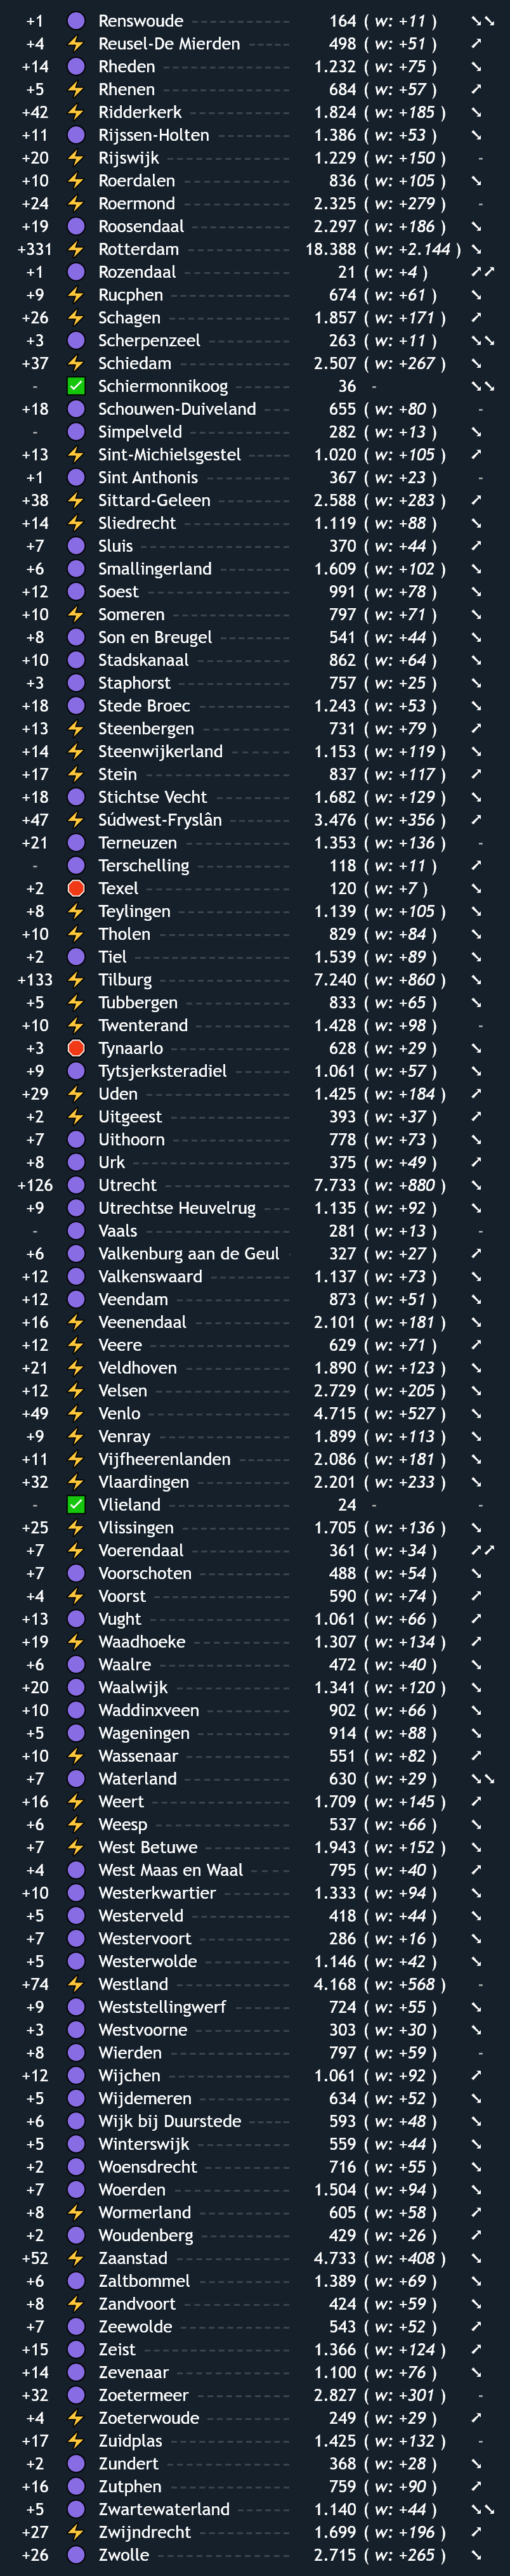 +1 Renswoude 164 ( w: +11 )
+4 Reusel-De Mierden 498 ( w: +51 )
+14 Rheden 1.232 ( w: +75 )
+5 Rhenen 684 ( w: +57 )
+42 Ridderkerk 1.824 ( w: +185 )
+11 Rijssen-Holten 1.386 ( w: +53 )
+20 Rijswijk 1.229 ( w: +150 ) -
+10 Roerdalen 836 ( w: +105 )
+24 Roermond 2.325 ( w: +279 ) -
+19 Roosendaal 2.297 ( w: +186 )
+331 Rotterdam 18.388 ( w: +2.144 )
+1 Rozendaal 21 ( w: +4 )
+9 Rucphen 674 ( w: +61 )
+26 Schagen 1.857 ( w: +171 )
+3 Scherpenzeel 263 ( w: +11 )
+37 Schiedam 2.507 ( w: +267 )
- Schiermonnikoog 36 -
+18 Schouwen-Duiveland 655 ( w: +80 ) -
- Simpelveld 282 ( w: +13 )
+13 Sint-Michielsgestel 1.020 ( w: +105 )
+1 Sint Anthonis 367 ( w: +23 ) -
+38 Sittard-Geleen 2.588 ( w: +283 )
+14 Sliedrecht 1.119 ( w: +88 )
+7 Sluis 370 ( w: +44 )
+6 Smallingerland 1.609 ( w: +102 )
+12 Soest 991 ( w: +78 )
+10 Someren 797 ( w: +71 )
+8 Son en Breugel 541 ( w: +44 )
+10 Stadskanaal 862 ( w: +64 )
+3 Staphorst 757 ( w: +25 )
+18 Stede Broec 1.243 ( w: +53 )
+13 Steenbergen 731 ( w: +79 )
+14 Steenwijkerland 1.153 ( w: +119 )
+17 Stein 837 ( w: +117 )
+18 Stichtse Vecht 1.682 ( w: +129 )
+47 Súdwest-Fryslân 3.476 ( w: +356 )
+21 Terneuzen 1.353 ( w: +136 ) -
- Terschelling 118 ( w: +11 )
+2 Texel 120 ( w: +7 )
+8 Teylingen 1.139 ( w: +105 )
+10 Tholen 829 ( w: +84 )
+2 Tiel 1.539 ( w: +89 )
+133 Tilburg 7.240 ( w: +860 )
+5 Tubbergen 833 ( w: +65 )
+10 Twenterand 1.428 ( w: +98 ) -
+3 Tynaarlo 628 ( w: +29 )
+9 Tytsjerksteradiel 1.061 ( w: +57 )
+29 Uden 1.425 ( w: +184 )
+2 Uitgeest 393 ( w: +37 )
+7 Uithoorn 778 ( w: +73 )
+8 Urk 375 ( w: +49 )
+126 Utrecht 7.733 ( w: +880 )
+9 Utrechtse Heuvelrug 1.135 ( w: +92 )
- Vaals 281 ( w: +13 ) -
+6 Valkenburg aan de Geul 327 ( w: +27 )
+12 Valkenswaard 1.137 ( w: +73 )
+12 Veendam 873 ( w: +51 )
+16 Veenendaal 2.101 ( w: +181 )
+12 Veere 629 ( w: +71 )
+21 Veldhoven 1.890 ( w: +123 )
+12 Velsen 2.729 ( w: +205 )
+49 Venlo 4.715 ( w: +527 )
+9 Venray 1.899 ( w: +113 )
+11 Vijfheerenlanden 2.086 ( w: +181 )
+32 Vlaardingen 2.201 ( w: +233 )
- Vlieland 24 - -
+25 Vlissingen 1.705 ( w: +136 )
+7 Voerendaal 361 ( w: +34 )
+7 Voorschoten 488 ( w: +54 )
+4 Voorst 590 ( w: +74 )
+13 Vught 1.061 ( w: +66 )
+19 Waadhoeke 1.307 ( w: +134 )
+6 Waalre 472 ( w: +40 )
+20 Waalwijk 1.341 ( w: +120 )
+10 Waddinxveen 902 ( w: +66 )
+5 Wageningen 914 ( w: +88 )
+10 Wassenaar 551 ( w: +82 )
+7 Waterland 630 ( w: +29 )
+16 Weert 1.709 ( w: +145 )
+6 Weesp 537 ( w: +66 )
+7 West Betuwe 1.943 ( w: +152 )
+4 West Maas en Waal 795 ( w: +40 )
+10 Westerkwartier 1.333 ( w: +94 )
+5 Westerveld 418 ( w: +44 )
+7 Westervoort 286 ( w: +16 )
+5 Westerwolde 1.146 ( w: +42 )
+74 Westland 4.168 ( w: +568 ) -
+9 Weststellingwerf 724 ( w: +55 )
+3 Westvoorne 303 ( w: +30 )
+8 Wierden 797 ( w: +59 ) -
+12 Wijchen 1.061 ( w: +92 )
+5 Wijdemeren 634 ( w: +52 )
+6 Wijk bij Duurstede 593 ( w: +48 )
+5 Winterswijk 559 ( w: +44 )
+2 Woensdrecht 716 ( w: +55 )
+7 Woerden 1.504 ( w: +94 )
+8 Wormerland 605 ( w: +58 )
+2 Woudenberg 429 ( w: +26 )
+52 Zaanstad 4.733 ( w: +408 )
+6 Zaltbommel 1.389 ( w: +69 )
+8 Zandvoort 424 ( w: +59 )
+7 Zeewolde 543 ( w: +52 )
+15 Zeist 1.366 ( w: +124 )
+14 Zevenaar 1.100 ( w: +76 )
+32 Zoetermeer 2.827 ( w: +301 ) -
+4 Zoeterwoude 249 ( w: +29 )
+17 Zuidplas 1.425 ( w: +132 ) -
+2 Zundert 368 ( w: +28 )
+16 Zutphen 759 ( w: +90 )
+5 Zwartewaterland 1.140 ( w: +44 )
+27 Zwijndrecht 1.699 ( w: +196 )
+26 Zwolle 2.715 ( w: +265 )